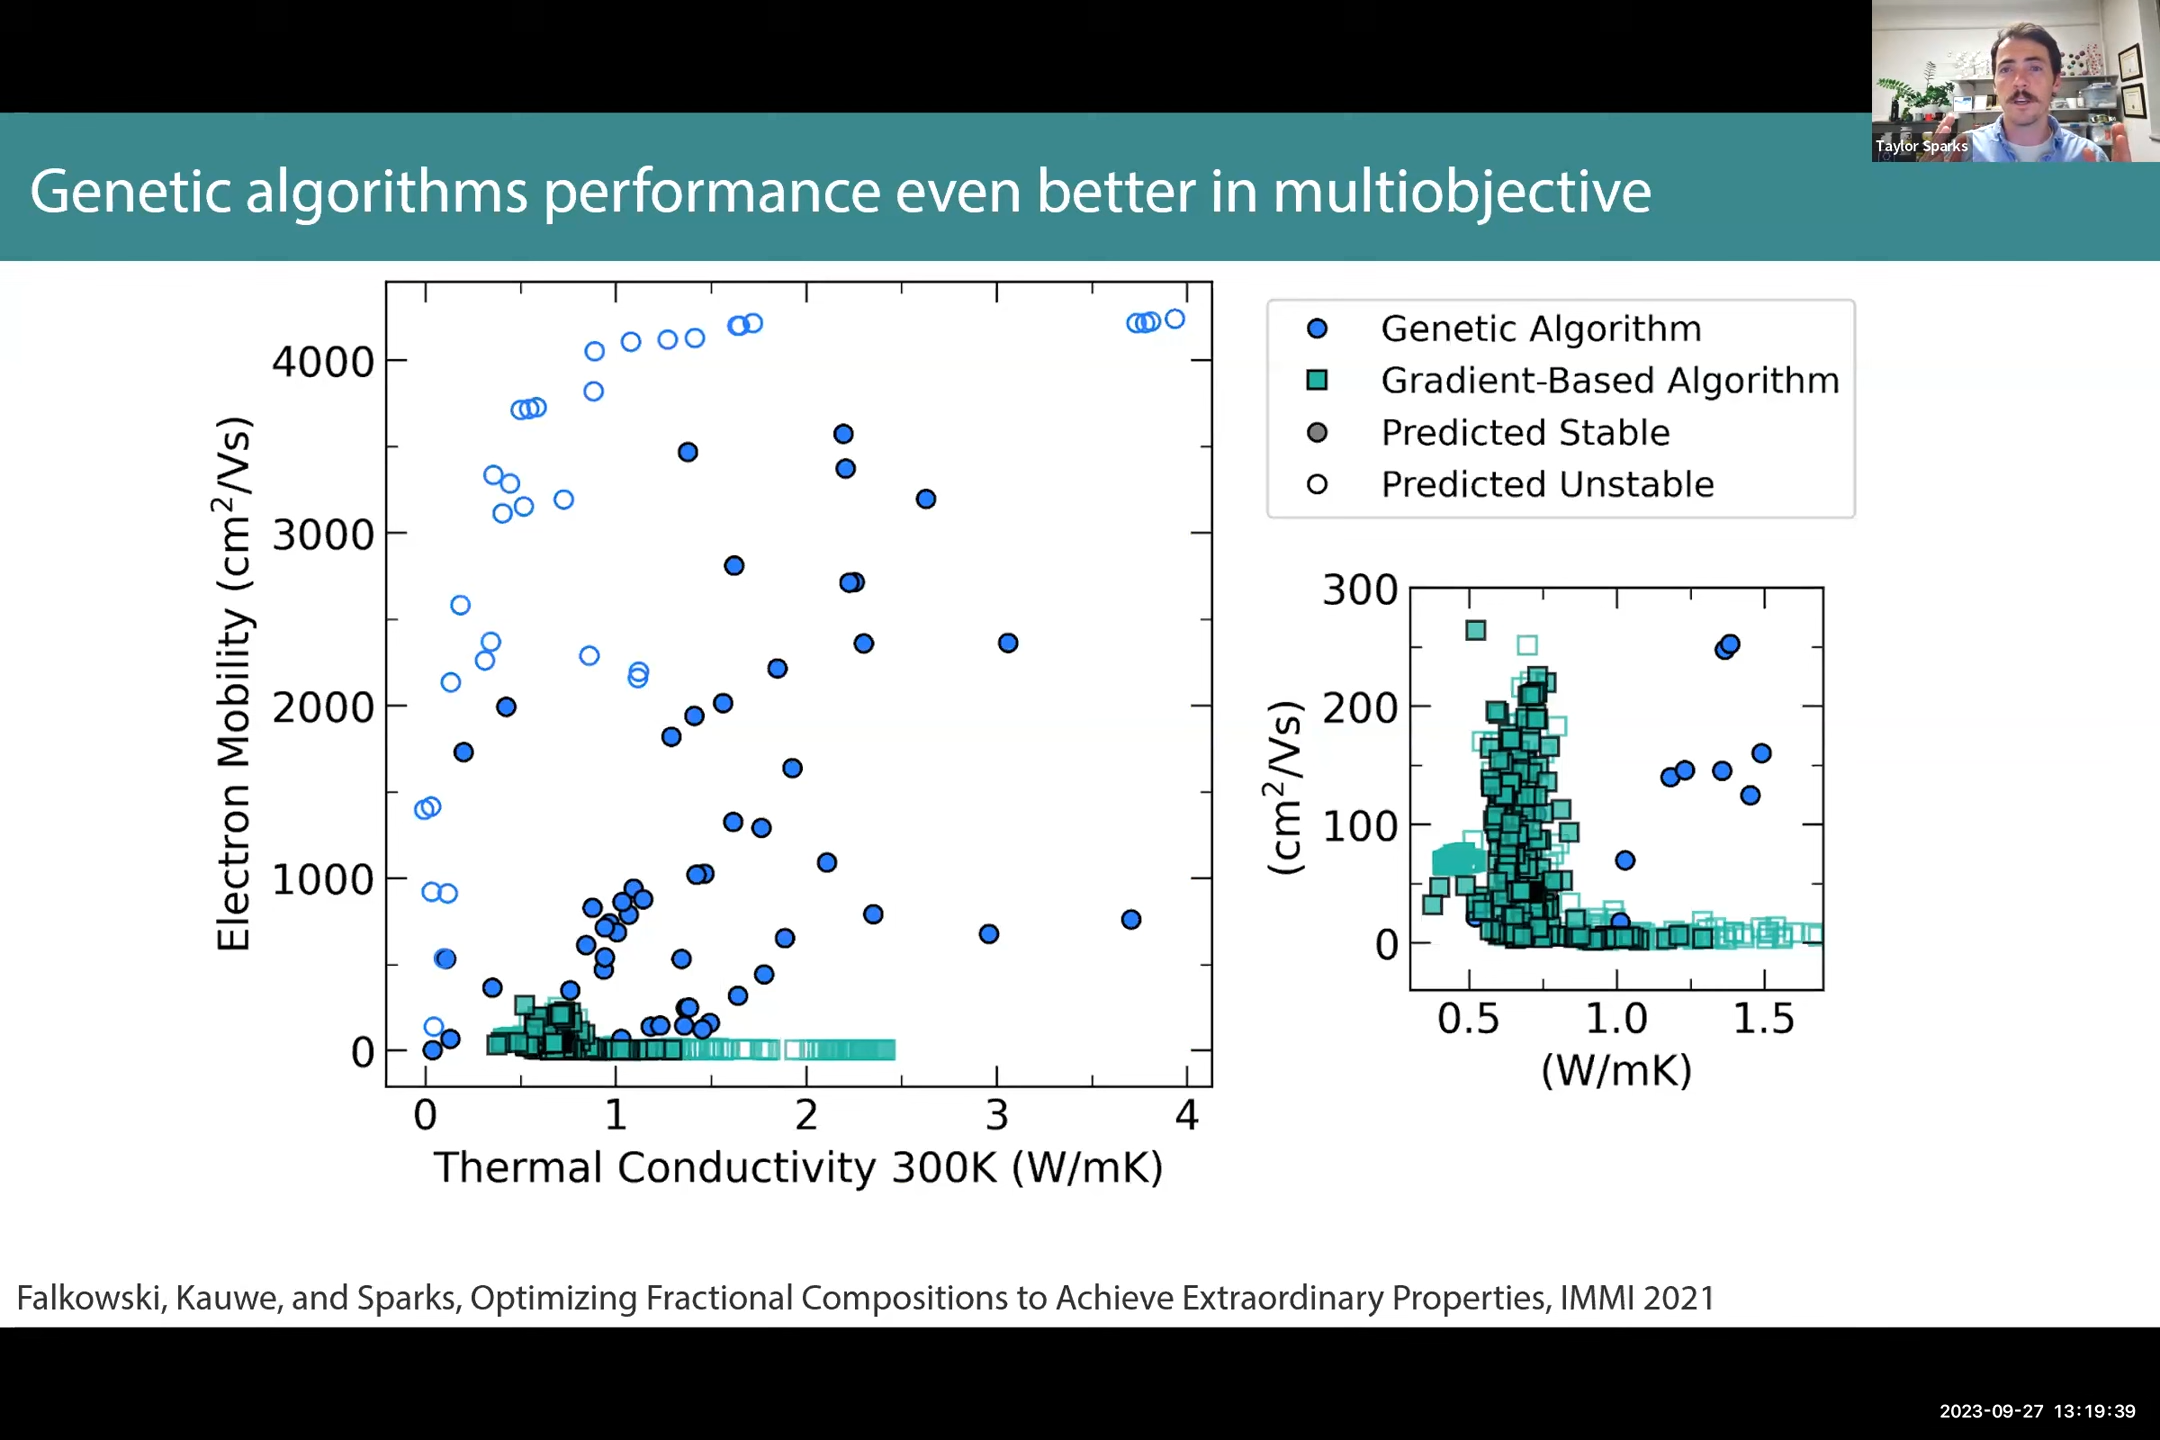 Taylor Sparks
Genetic algorithms performance even better in multiobjective
Electron Mobility (cm²/Vs)
4000
3000
2000
1000
0
0 1 2 3 4
Thermal Conductivity 300K (W/mK)
Genetic Algorithm
Gradient-Based Algorithm
Predicted Stable
Predicted Unstable
(cm²/Vs)
300
200
100
0
0.5 1.0 1.5
(W/mK)
Falkowski, Kauwe, and Sparks, Optimizing Fractional Compositions to Achieve Extraordinary Properties, IMMI 2021
2023-09-27 13:19:39